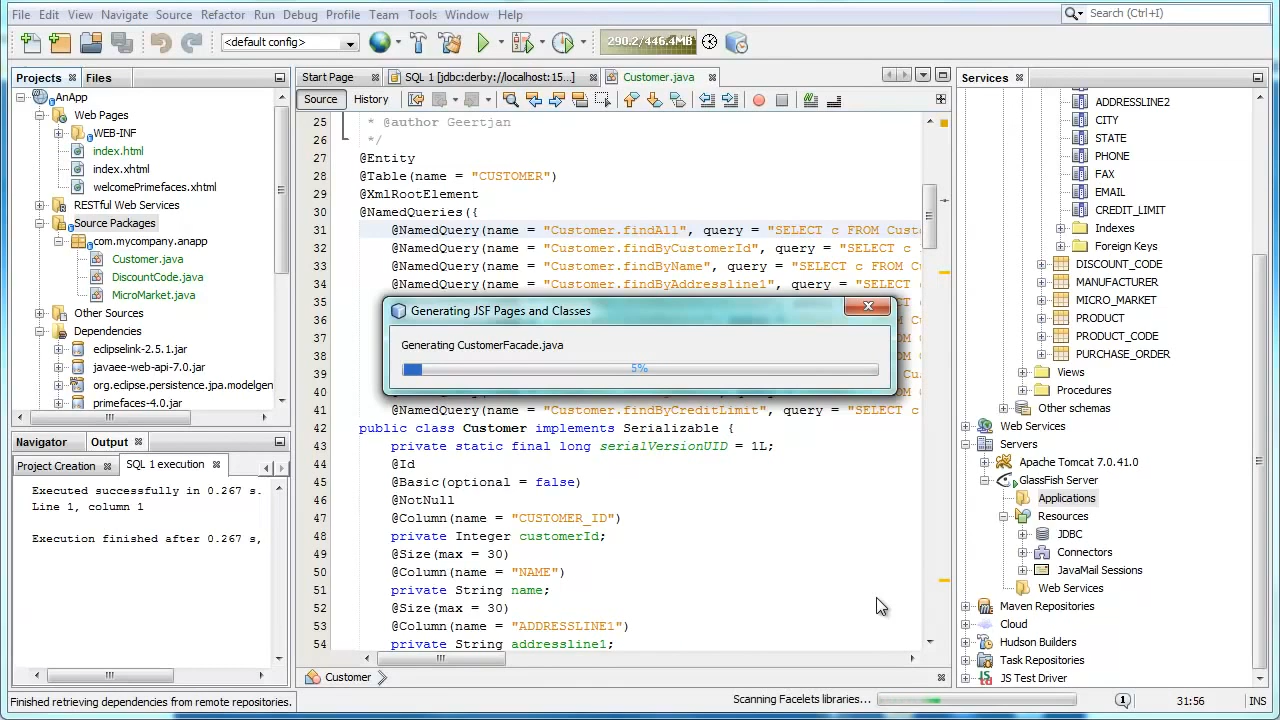 File Edit View Navigate Source Refactor Run Debug Profile Team Tools Window Help
Search (Ctrl+I)
<default config>
290.2/446.4MB
Projects Files
AnApp
Web Pages
WEB-INF
index.html
index.xhtml
welcomePrimefaces.xhtml
RESTful Web Services
Source Packages
com.mycompany.anapp
Customer.java
DiscountCode.java
MicroMarket.java
Other Sources
Dependencies
eclipselink-2.5.1.jar
javaee-web-api-7.0.jar
org.eclipse.persistence.jpa.modelgen
primefaces-4.0.jar
Navigator Output
Project Creation SQL 1 execution
Executed successfully in 0.267 s.
Line 1, column 1
Execution finished after 0.267 s,
Start Page SQL 1 [jdbc:derby://localhost:15...] Customer.java
Source History
25 * @author Geertjan
26 */
27 @Entity
28 @Table(name = "CUSTOMER")
29 @XmlRootElement
30 @NamedQueries({
31 @NamedQuery(name = "Customer.findAll", query = "SELECT c FROM Custo
32 @NamedQuery(name = "Customer.findByCustomerId", query = "SELECT c
33 @NamedQuery(name = "Customer.findByName", query = "SELECT c FROM Cu
34 @NamedQuery(name = "Customer.findByAddressline1", query = "SELECT c
35
36
37
38
39
40
41 @NamedQuery(name = "Customer.findByCreditLimit", query = "SELECT c
42 public class Customer implements Serializable {
43 private static final long serialVersionUID = 1L;
44 @Id
45 @Basic(optional = false)
46 @NotNull
47 @Column(name = "CUSTOMER_ID")
48 private Integer customerId;
49 @Size(max = 30)
50 @Column(name = "NAME")
51 private String name;
52 @Size(max = 30)
53 @Column(name = "ADDRESSLINE1")
54 private String addressline1;
Customer
Generating JSF Pages and Classes
Generating CustomerFacade.java
5%
Services
ADDRESSLINE2
CITY
STATE
PHONE
FAX
EMAIL
CREDIT_LIMIT
Indexes
Foreign Keys
DISCOUNT_CODE
MANUFACTURER
MICRO_MARKET
PRODUCT
PRODUCT_CODE
PURCHASE_ORDER
Views
Procedures
Other schemas
Web Services
Servers
Apache Tomcat 7.0.41.0
GlassFish Server
Applications
Resources
JDBC
Connectors
JavaMail Sessions
Web Services
Maven Repositories
Cloud
Hudson Builders
Task Repositories
JS Test Driver
Finished retrieving dependencies from remote repositories.
Scanning Facelets libraries...
1
31:56
INS